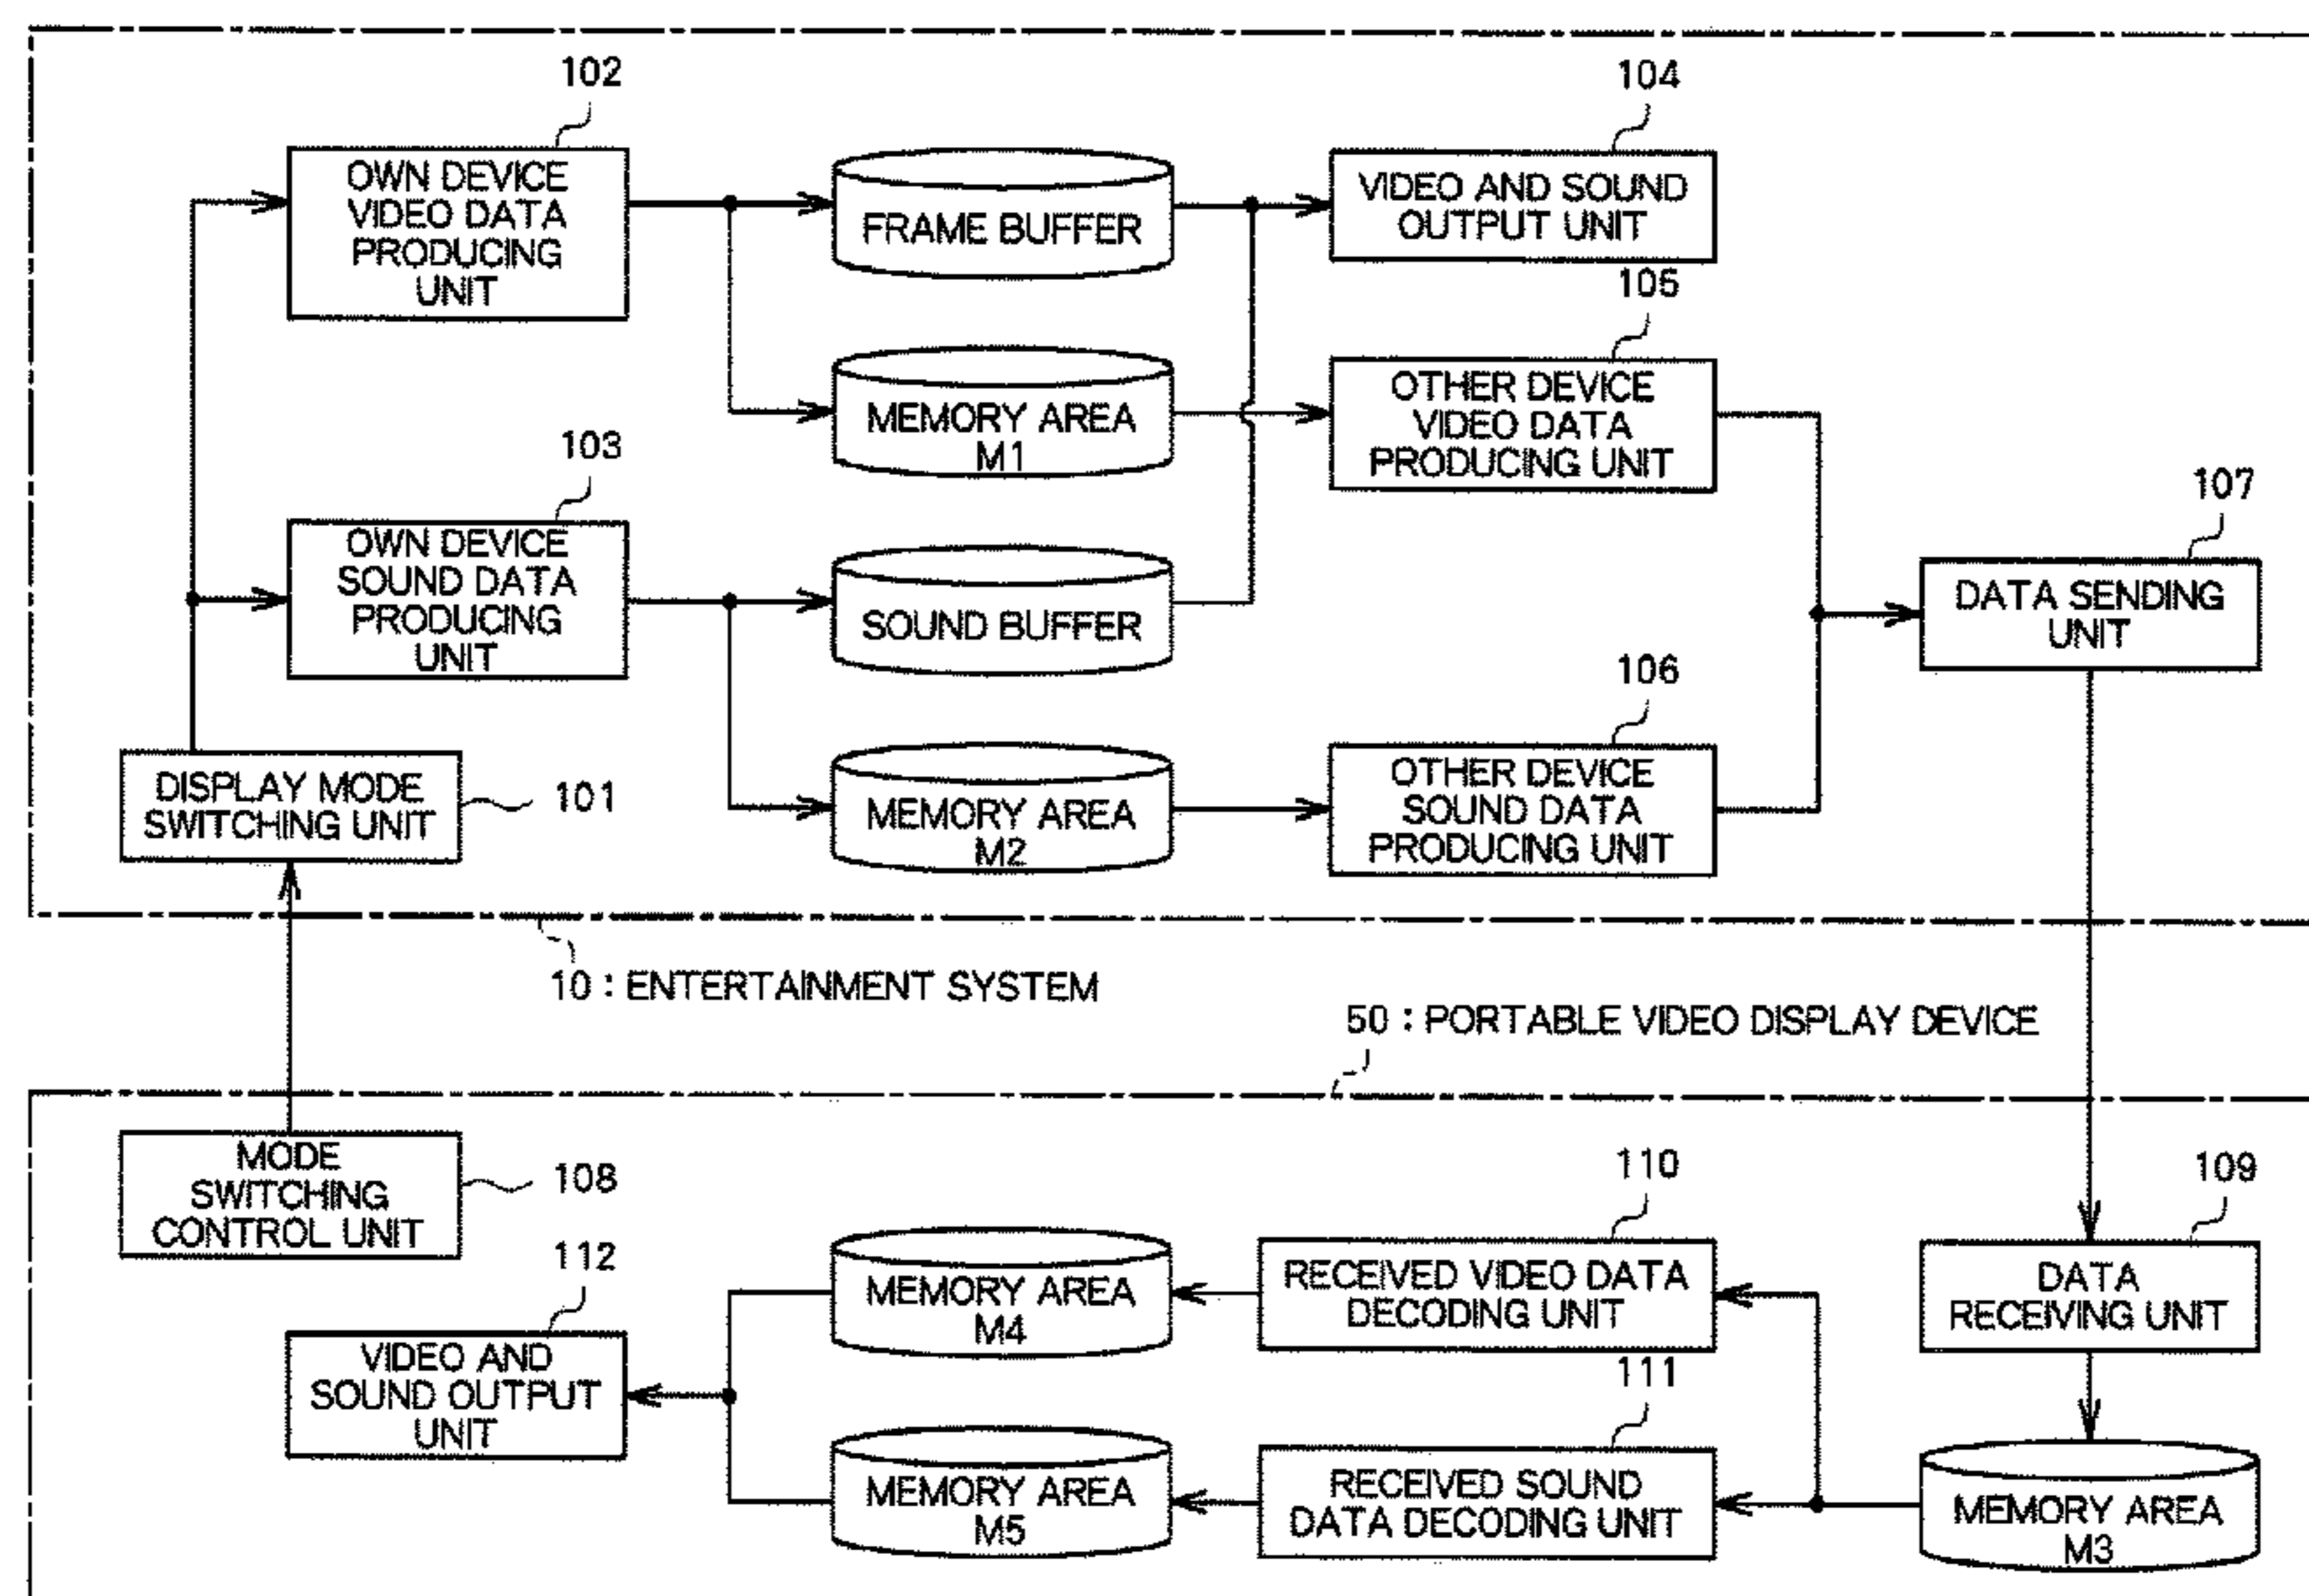 102
OWN DEVICE
VIDEO DATA
PRODUCING
UNIT
FRAME BUFFER
104
VIDEO AND SOUND
OUTPUT UNIT
MEMORY AREA
M1
105
OTHER DEVICE
VIDEO DATA
PRODUCING UNIT
103
OWN DEVICE
SOUND DATA
PRODUCING
UNIT
SOUND BUFFER
107
DATA SENDING
UNIT
DISPLAY MODE
SWITCHING UNIT
101
MEMORY AREA
M2
106
OTHER DEVICE
SOUND DATA
PRODUCING UNIT
10 : ENTERTAINMENT SYSTEM
50 : PORTABLE VIDEO DISPLAY DEVICE
MODE
SWITCHING
CONTROL UNIT
108
112
VIDEO AND
SOUND OUTPUT
UNIT
MEMORY AREA
M4
110
RECEIVED VIDEO DATA
DECODING UNIT
109
DATA
RECEIVING UNIT
MEMORY AREA
M5
111
RECEIVED SOUND
DATA DECODING UNIT
MEMORY AREA
M3